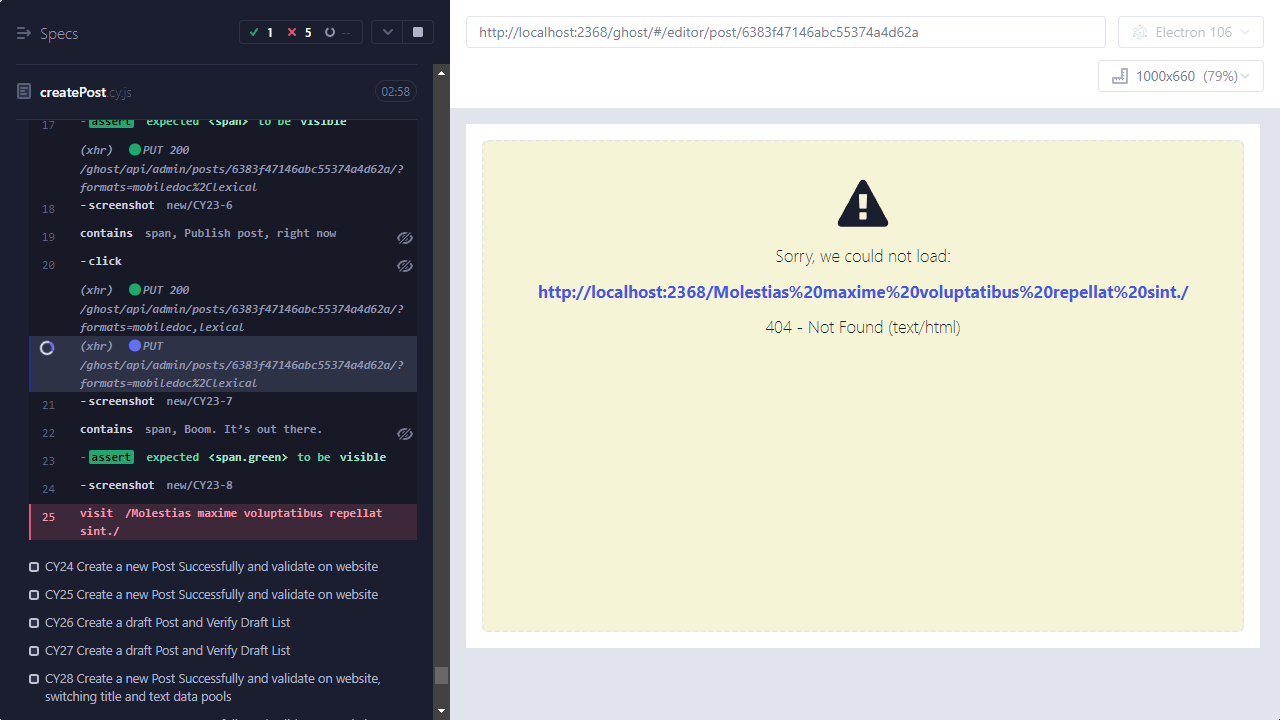 Specs
1
5
--
createPost.cy.js
02:58
17 -assert expected <span> to be visible
(xhr) PUT 200
/ghost/api/admin/posts/6383f47146abc55374a4d62a/?
formats=mobiledoc%2Clexical
18 -screenshot new/CY23-6
19 contains span, Publish post, right now
20 -click
(xhr) PUT 200
/ghost/api/admin/posts/6383f47146abc55374a4d62a/?
formats=mobiledoc,lexical
(xhr) PUT
/ghost/api/admin/posts/6383f47146abc55374a4d62a/?
formats=mobiledoc%2Clexical
21 -screenshot new/CY23-7
22 contains span, Boom. It’s out there.
23 -assert expected <span.green> to be visible
24 -screenshot new/CY23-8
25 visit /Molestias maxime voluptatibus repellat
sint./
CY24 Create a new Post Successfully and validate on website
CY25 Create a new Post Successfully and validate on website
CY26 Create a draft Post and Verify Draft List
CY27 Create a draft Post and Verify Draft List
CY28 Create a new Post Successfully and validate on website,
switching title and text data pools
http://localhost:2368/ghost/#/editor/post/6383f47146abc55374a4d62a
Electron 106
1000x660 (79%)
Sorry, we could not load:
http://localhost:2368/Molestias%20maxime%20voluptatibus%20repellat%20sint./
404 - Not Found (text/html)